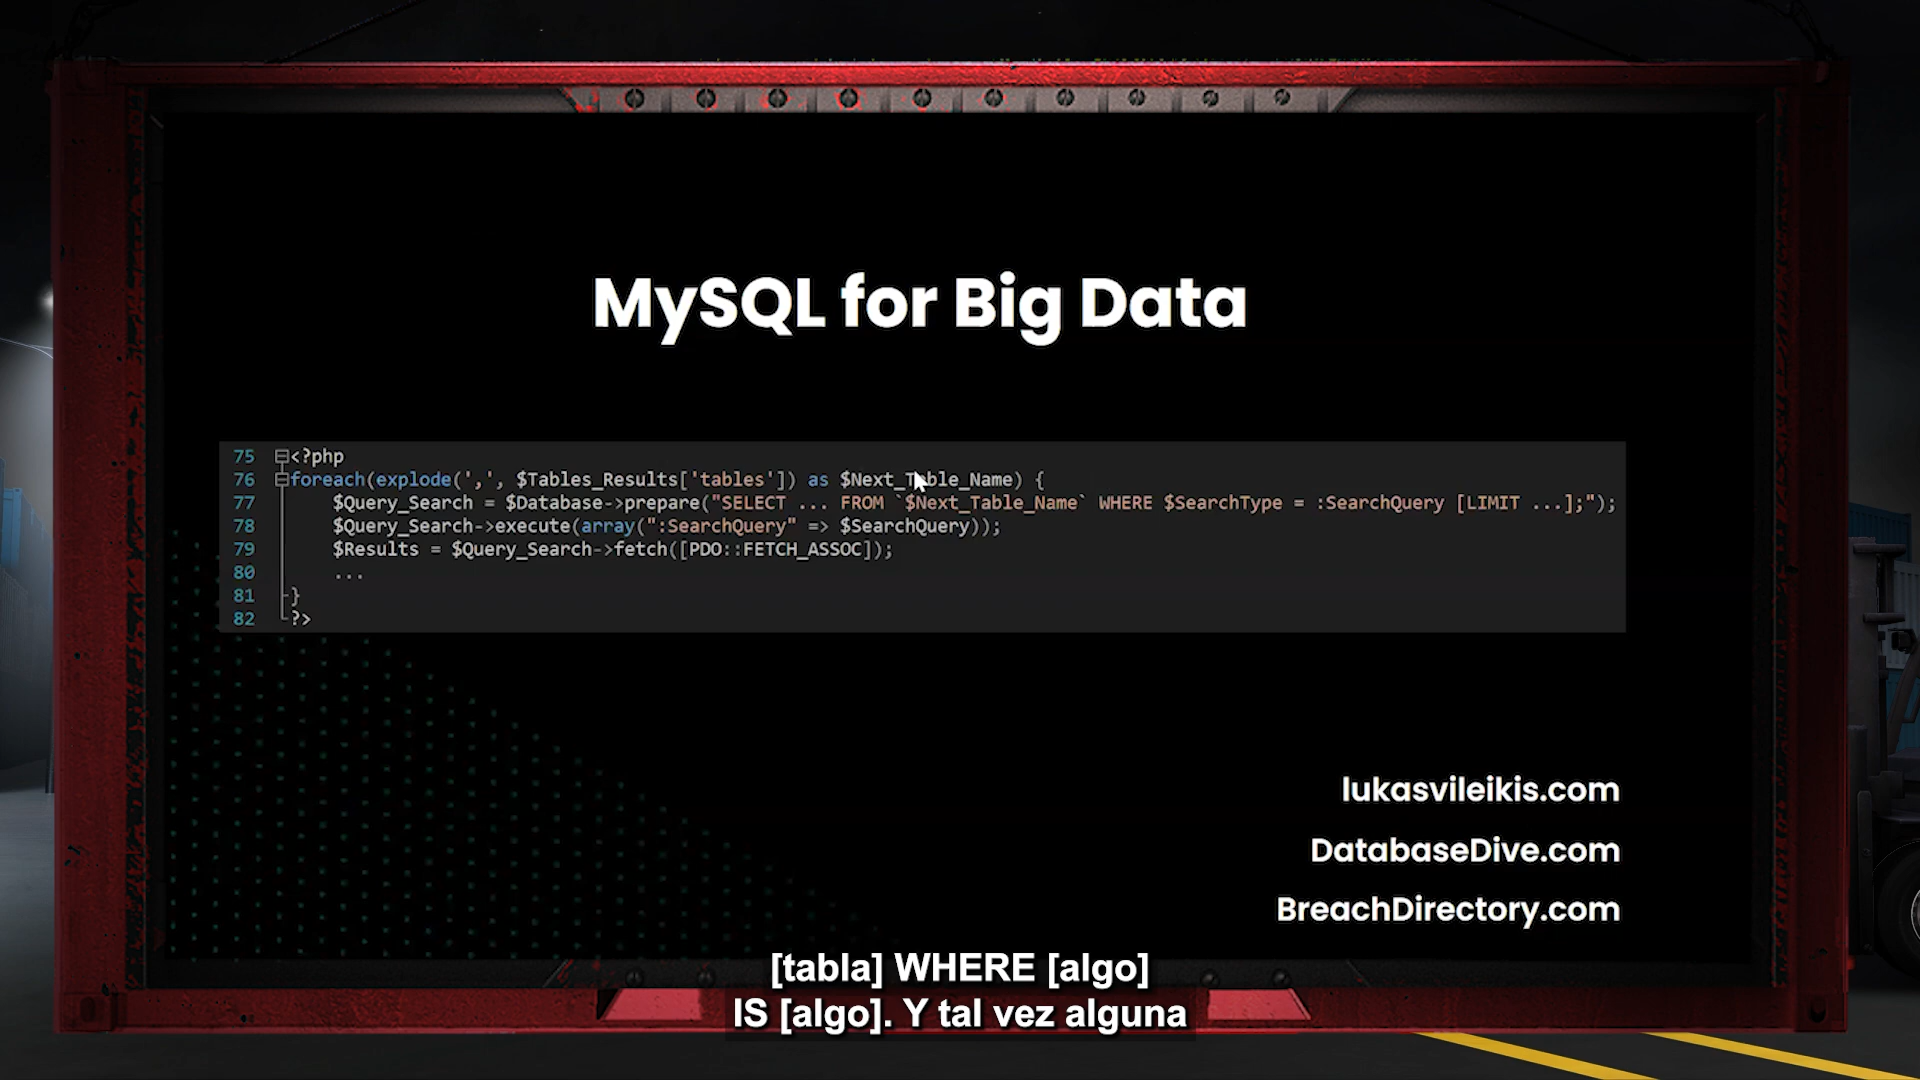 MySQL for Big Data
75 <?php
76 foreach(explode(',', $Tables_Results['tables']) as $Next_Table_Name) {
77 $Query_Search = $Database->prepare("SELECT ... FROM `$Next_Table_Name` WHERE $SearchType = :SearchQuery [LIMIT ...];");
78 $Query_Search->execute(array(":SearchQuery" => $SearchQuery));
79 $Results = $Query_Search->fetch([PDO::FETCH_ASSOC]);
80 ...
81 }
82 ?>
lukasvileikis.com
DatabaseDive.com
BreachDirectory.com
[tabla] WHERE [algo]
IS [algo]. Y tal vez alguna